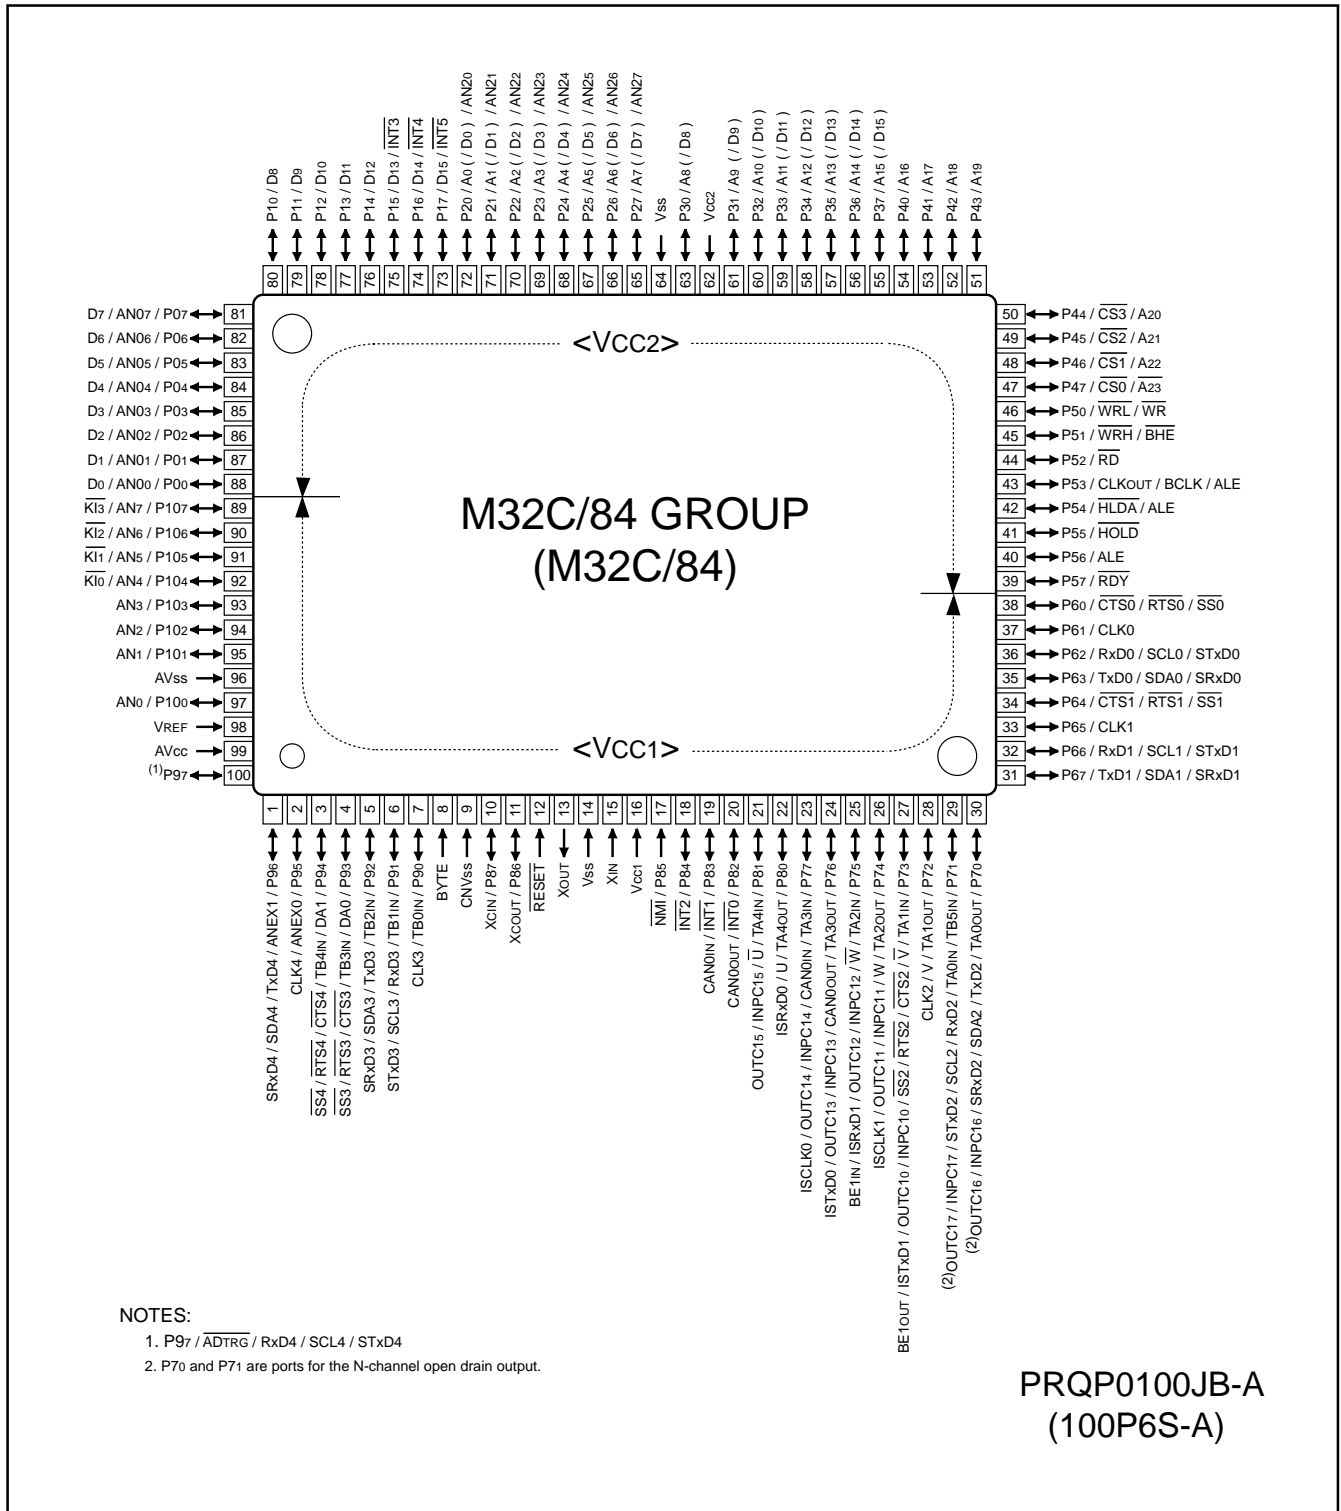 P10 / D8
P11 / D9
P12 / D10
P13 / D11
P14 / D12
P15 / D13 / INT3
P16 / D14 / INT4
P17 / D15 / INT5
P20 / A0 ( / D0 ) / AN20
P21 / A1 ( / D1 ) / AN21
P22 / A2 ( / D2 ) / AN22
P23 / A3 ( / D3 ) / AN23
P24 / A4 ( / D4 ) / AN24
P25 / A5 ( / D5 ) / AN25
P26 / A6 ( / D6 ) / AN26
P27 / A7 ( / D7 ) / AN27
Vss
P30 / A8 ( / D8 )
Vcc2
P31 / A9 ( / D9 )
P32 / A10 ( / D10 )
P33 / A11 ( / D11 )
P34 / A12 ( / D12 )
P35 / A13 ( / D13 )
P36 / A14 ( / D14 )
P37 / A15 ( / D15 )
P40 / A16
P41 / A17
P42 / A18
P43 / A19
80 79 78 77 76 75 74 73 72 71 70 69 68 67 66 65 64 63 62 61 60 59 58 57 56 55 54 53 52 51
D7 / AN07 / P07 81
D6 / AN06 / P06 82
D5 / AN05 / P05 83
D4 / AN04 / P04 84
D3 / AN03 / P03 85
D2 / AN02 / P02 86
D1 / AN01 / P01 87
D0 / AN00 / P00 88
KI3 / AN7 / P107 89
KI2 / AN6 / P106 90
KI1 / AN5 / P105 91
KI0 / AN4 / P104 92
AN3 / P103 93
AN2 / P102 94
AN1 / P101 95
AVss 96
AN0 / P100 97
VREF 98
AVcc 99
(1)P97 100
<VCC2>
M32C/84 GROUP
(M32C/84)
<VCC1>
50 P44 / CS3 / A20
49 P45 / CS2 / A21
48 P46 / CS1 / A22
47 P47 / CS0 / A23
46 P50 / WRL / WR
45 P51 / WRH / BHE
44 P52 / RD
43 P53 / CLKOUT / BCLK / ALE
42 P54 / HLDA / ALE
41 P55 / HOLD
40 P56 / ALE
39 P57 / RDY
38 P60 / CTS0 / RTS0 / SS0
37 P61 / CLK0
36 P62 / RxD0 / SCL0 / STxD0
35 P63 / TxD0 / SDA0 / SRxD0
34 P64 / CTS1 / RTS1 / SS1
33 P65 / CLK1
32 P66 / RxD1 / SCL1 / STxD1
31 P67 / TxD1 / SDA1 / SRxD1
1 2 3 4 5 6 7 8 9 10 11 12 13 14 15 16 17 18 19 20 21 22 23 24 25 26 27 28 29 30
SRxD4 / SDA4 / TxD4 / ANEX1 / P96
CLK4 / ANEX0 / P95
SS4 / RTS4 / CTS4 / TB4IN / DA1 / P94
SS3 / RTS3 / CTS3 / TB3IN / DA0 / P93
SRxD3 / SDA3 / TxD3 / TB2IN / P92
STxD3 / SCL3 / RxD3 / TB1IN / P91
CLK3 / TB0IN / P90
BYTE
CNVss
XCIN / P87
XCOUT / P86
RESET
XOUT
Vss
XIN
Vcc1
NMI / P85
INT2 / P84
CAN0IN / INT1 / P83
CAN0OUT / INT0 / P82
OUTC15 / INPC15 / U / TA4IN / P81
ISRxD0 / U / TA4OUT / P80
ISCLK0 / OUTC14 / INPC14 / CAN0IN / TA3IN / P77
ISTxD0 / OUTC13 / INPC13 / CAN0OUT / TA3OUT / P76
BE1IN / ISRxD1 / OUTC12 / INPC12 / W / TA2IN / P75
ISCLK1 / OUTC11 / INPC11 / W / TA2OUT / P74
BE1OUT / ISTxD1 / OUTC10 / INPC10 / SS2 / RTS2 / CTS2 / V / TA1IN / P73
CLK2 / V / TA1OUT / P72
(2)OUTC17 / INPC17 / STxD2 / SCL2 / RxD2 / TA0IN / TB5IN / P71
(2)OUTC16 / INPC16 / SRxD2 / SDA2 / TxD2 / TA0OUT / P70
NOTES:
1. P97 / ADTRG / RxD4 / SCL4 / STxD4
2. P70 and P71 are ports for the N-channel open drain output.
PRQP0100JB-A
(100P6S-A)